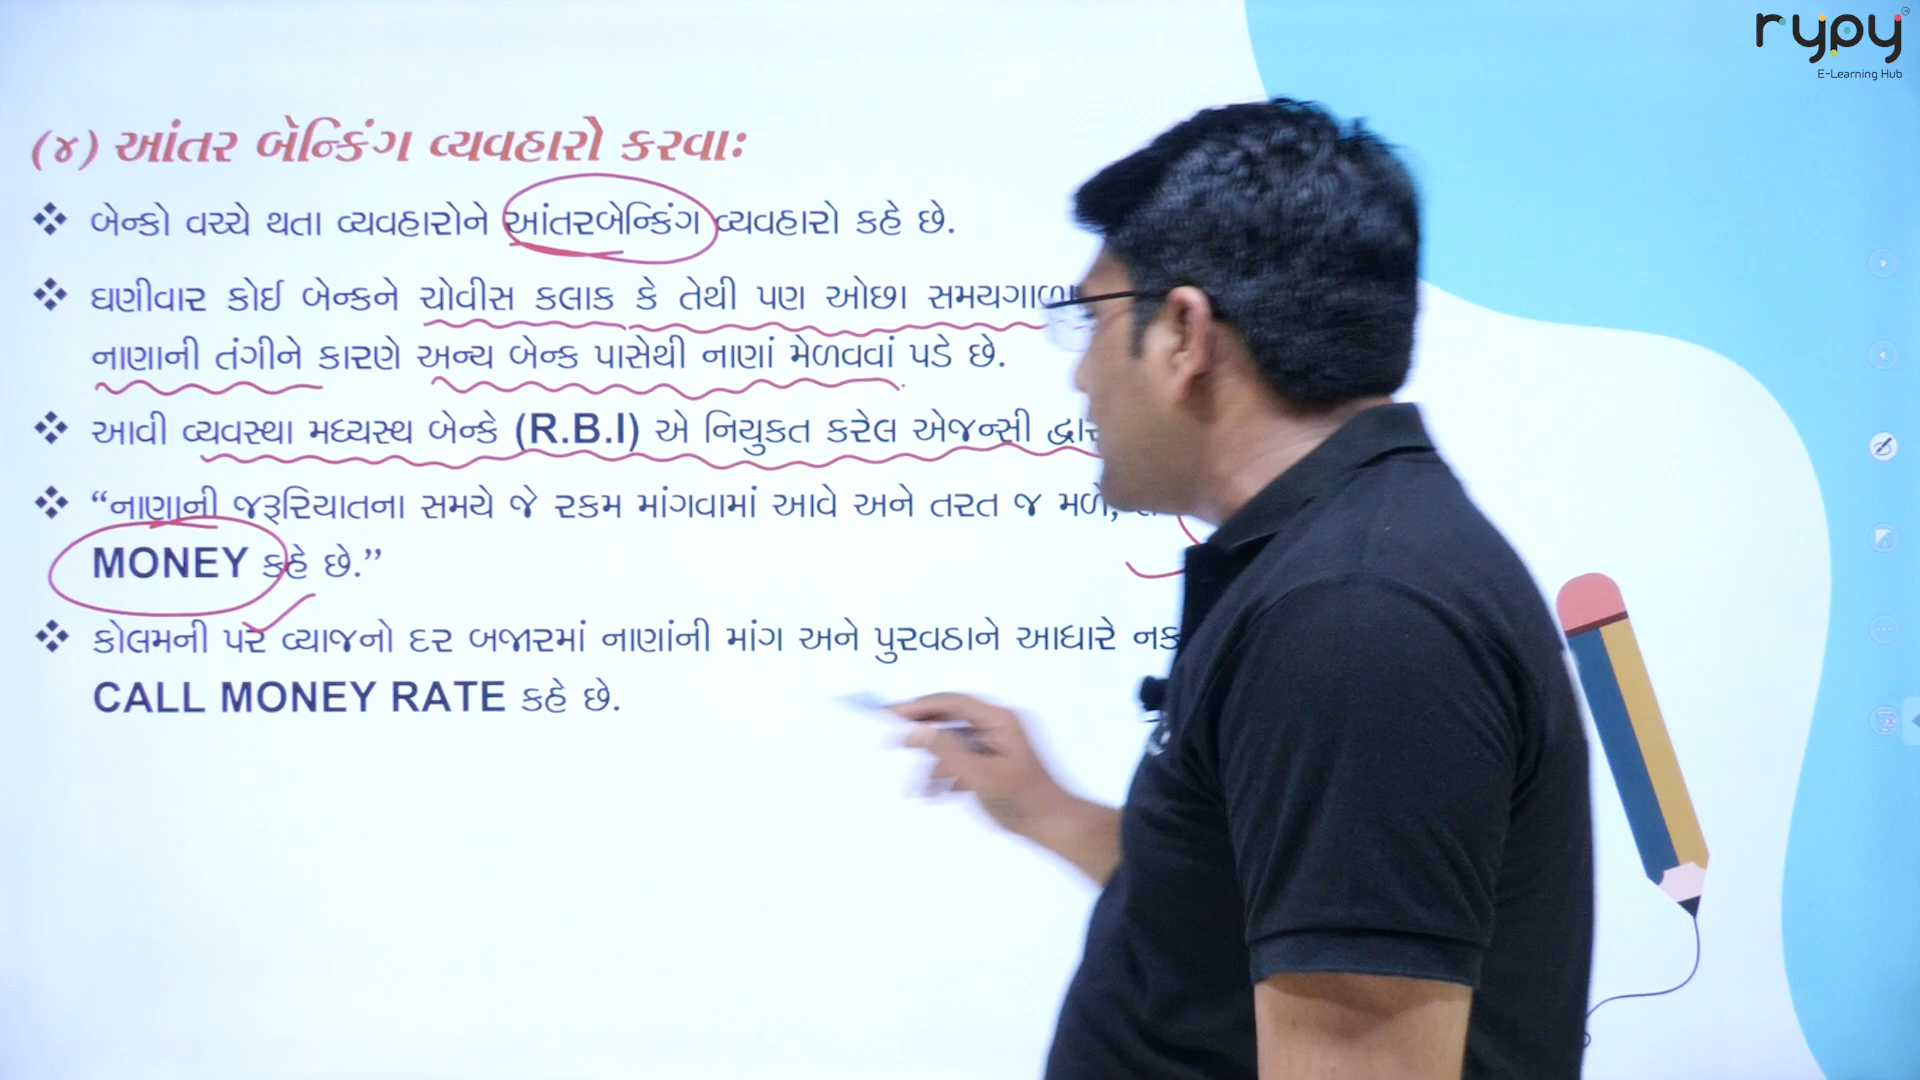 rypy
E-Learning Hub
(૪) આંતર બેન્કિંગ વ્યવહારો કરવાઃ
❖ બેન્કો વચ્ચે થતા વ્યવહારોને આંતરબેન્કિંગ વ્યવહારો કહે છે.
❖ ઘણીવાર કોઈ બેન્કને ચોવીસ કલાક કે તેથી પણ ઓછા
નાણાની તંગીને કારણે અન્ય બેન્ક પાસેથી નાણાં મેળવવાં પડે છે.
❖ આવી વ્યવસ્થા મધ્યસ્થ બેન્કે (R.B.I) એ નિયુકત કરેલ એજન્સી
❖ “નાણાની જરૂરિયાતના સમયે જે રકમ માંગવામાં આવે અને તરત જ મળે,
MONEY કહે છે.”
❖ કોલમની પર વ્યાજનો દર બજારમાં નાણાંની માંગ અને પુરવઠાને આધારે
CALL MONEY RATE કહે છે.